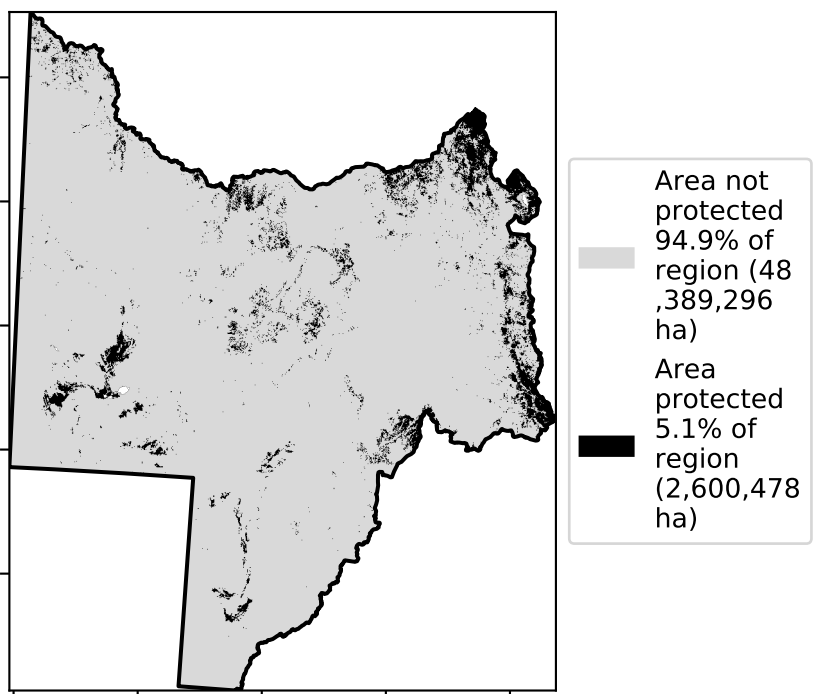 Area not
protected
94.9% of
region (48
,389,296
ha)
Area
protected
5.1% of
region
(2,600,478
ha)